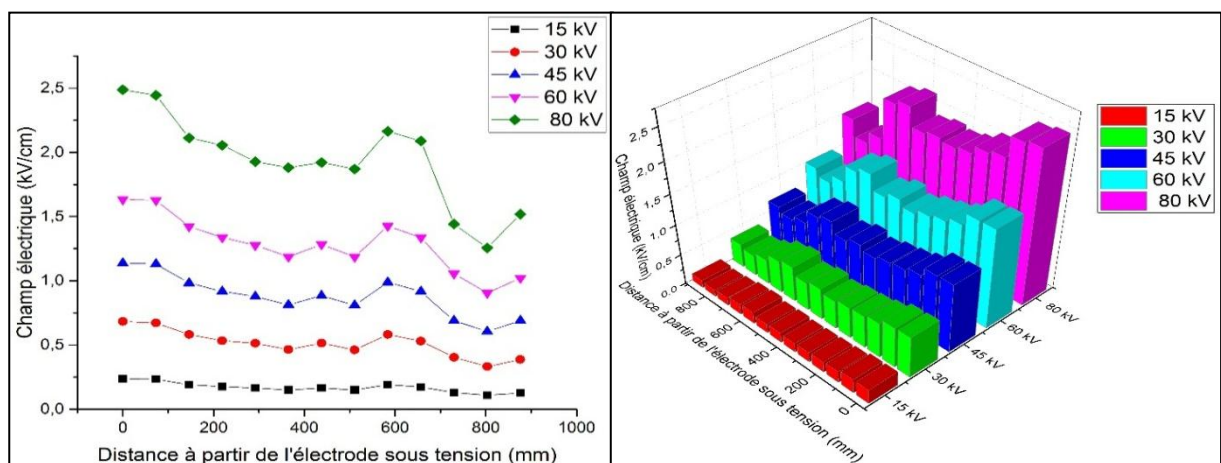 15 kV
30 kV
45 kV
60 kV
80 kV
Champ électrique (kV/cm)
2,5
2,0
1,5
1,0
0,5
0,0
0
200
400
600
800
1000
Distance à partir de l'électrode sous tension (mm)
15 kV
30 kV
45 kV
60 kV
80 kV
Champ électrique (kV/cm)
2.5
2.0
1.5
1.0
0.5
0.0
800
600
400
200
0
Distance à partir de l'électrode sous tension (mm)
15 kV
30 kV
45 kV
60 kV
80 kV